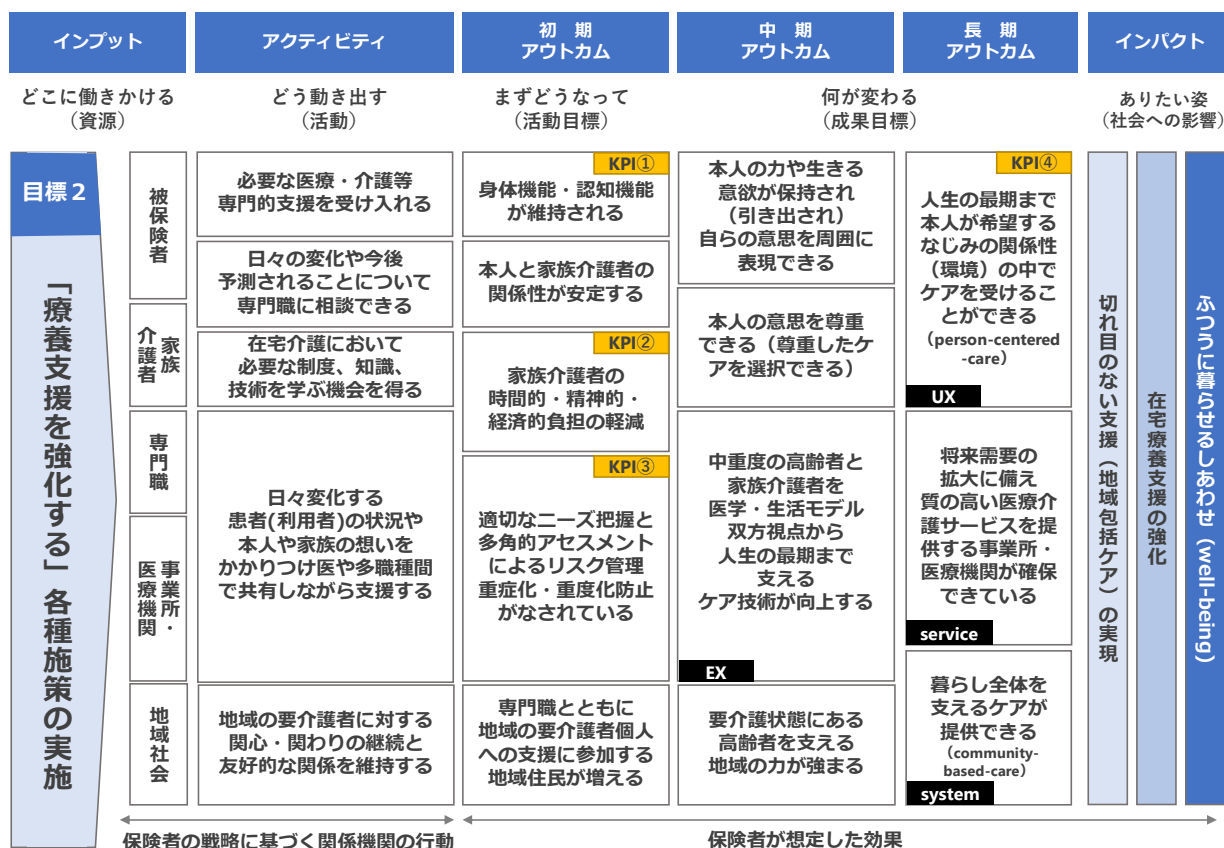 インプット
アクティビティ
初　期
アウトカム
中　期
アウトカム
長　期
アウトカム
インパクト
どこに働きかける
（資源）
どう動き出す
（活動）
まずどうなって
（活動目標）
何が変わる
（成果目標）
ありたい姿
（社会への影響）
目標２
「療養支援を強化する」各種施策の実施
被保険者
家族
介護者
専門職
事業所・
医療機関
地域社会
必要な医療・介護等
専門的支援を受け入れる
日々の変化や今後
予測されることについて
専門職に相談できる
在宅介護において
必要な制度、知識、
技術を学ぶ機会を得る
日々変化する
患者(利用者)の状況や
本人や家族の想いを
かかりつけ医や多職種間
で共有しながら支援する
地域の要介護者に対する
関心・関わりの継続と
友好的な関係を維持する
KPI①
身体機能・認知機能
が維持される
本人と家族介護者の
関係性が安定する
KPI②
家族介護者の
時間的・精神的・
経済的負担の軽減
KPI③
適切なニーズ把握と
多角的アセスメント
によるリスク管理
重症化・重度化防止
がなされている
専門職とともに
地域の要介護者個人
への支援に参加する
地域住民が増える
本人の力や生きる
意欲が保持され
（引き出され）
自らの意思を周囲に
表現できる
本人の意思を尊重
できる（尊重したケ
アを選択できる）
中重度の高齢者と
家族介護者を
医学・生活モデル
双方視点から
人生の最期まで
支える
ケア技術が向上する
EX
要介護状態にある
高齢者を支える
地域の力が強まる
KPI④
人生の最期まで
本人が希望する
なじみの関係性
（環境）の中で
ケアを受けるこ
とができる
（person-centered
-care）
UX
将来需要の
拡大に備え
質の高い医療介
護サービスを提
供する事業所・
医療機関が確保
できている
service
暮らし全体を
支えるケアが
提供できる
（community-
based-care）
system
切れ目のない支援（地域包括ケア）の実現
在宅療養支援の強化
ふつうに暮らせるしあわせ（well-being）
保険者の戦略に基づく関係機関の行動
保険者が想定した効果